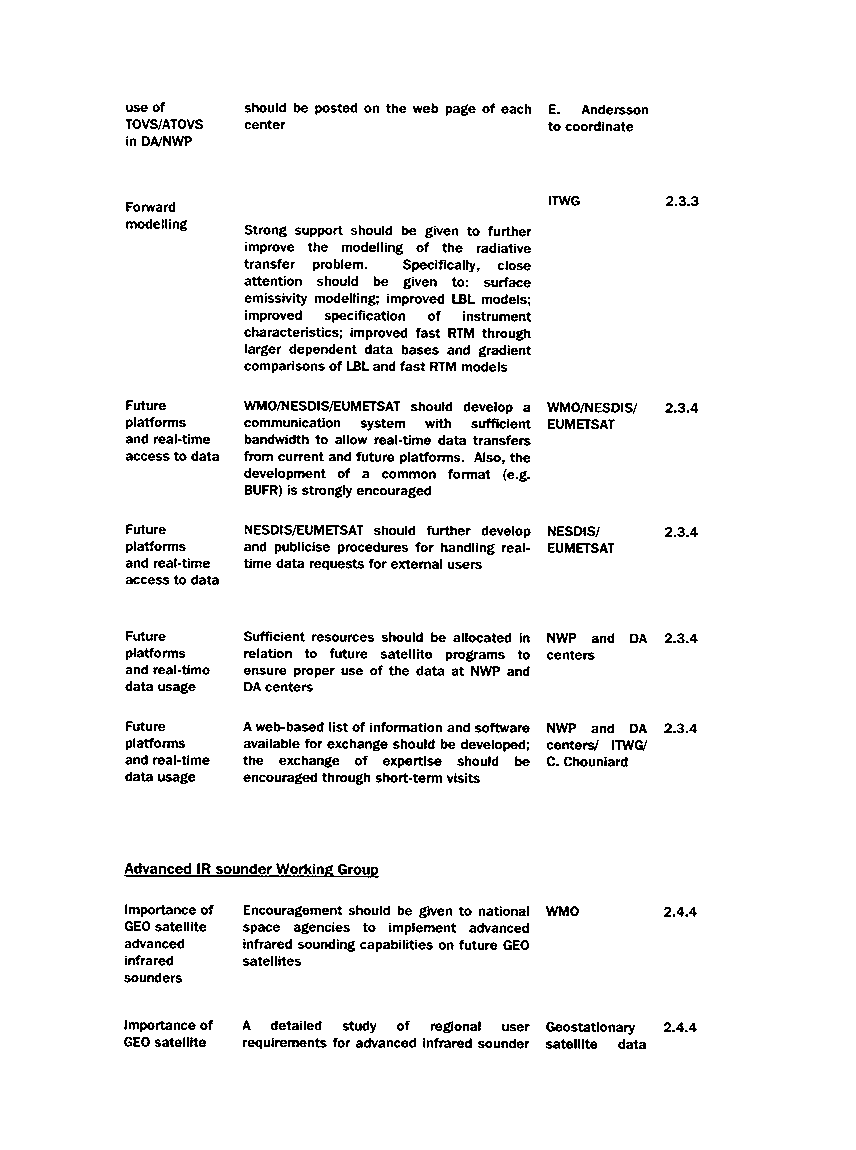 use of should be posted on the web page of each E. Andersson
TOVS/ATOVS center to coordinate
in DA/NWP
Forward ITWG 2.3.3
modelling
Strong support should be given to further
improve the modelling of the radiative
transfer problem. Specifically, close
attention should be given to: surface
emissivity modelling; improved LBL models;
improved specification of instrument
characteristics; improved fast RTM through
larger dependent data bases and gradient
comparisons of LBL and fast RTM models
Future WMO/NESDIS/EUMETSAT should develop a WMO/NESDIS/ 2.3.4
platforms communication system with sufficient EUMETSAT
and real-time bandwidth to allow real-time data transfers
access to data from current and future platforms. Also, the
development of a common format (e.g.
BUFR) is strongly encouraged
Future NESDIS/EUMETSAT should further develop NESDIS/ 2.3.4
platforms and publicise procedures for handling real- EUMETSAT
and real-time time data requests for external users
access to data
Future Sufficient resources should be allocated in NWP and DA 2.3.4
platforms relation to future satellite programs to centers
and real-time ensure proper use of the data at NWP and
data usage DA centers
Future A web-based list of information and software NWP and DA 2.3.4
platforms available for exchange should be developed; centers/ ITWG/
and real-time the exchange of expertise should be C. Chouniard
data usage encouraged through short-term visits
Advanced IR sounder Working Group
Importance of Encouragement should be given to national WMO 2.4.4
GEO satellite space agencies to implement advanced
advanced infrared sounding capabilities on future GEO
infrared satellites
sounders
Importance of A detailed study of regional user Geostationary 2.4.4
GEO satellite requirements for advanced infrared sounder satellite data